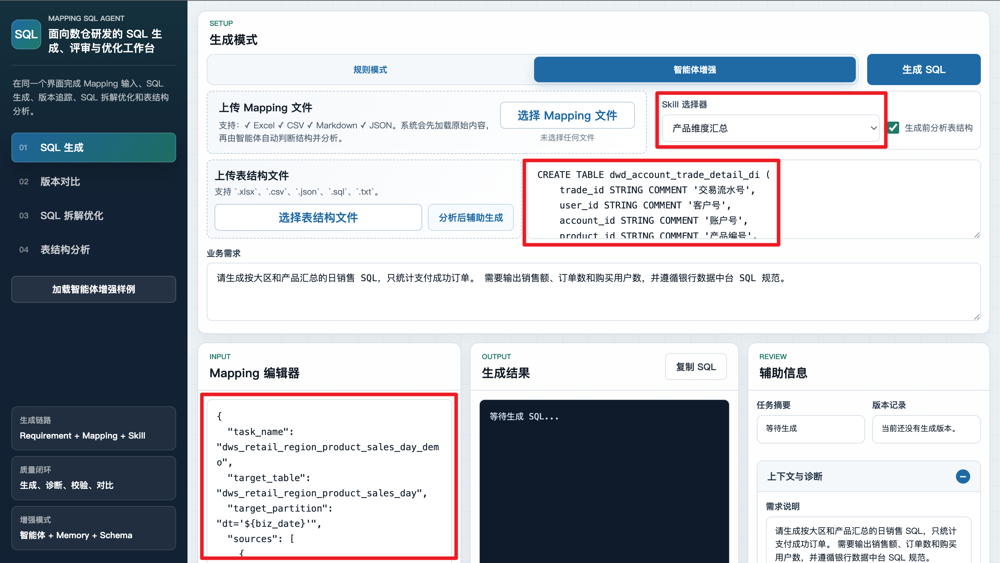 SQL
MAPPING SQL AGENT
面向数仓研发的 SQL 生
成、评审与优化工作台
在同一个界面完成 Mapping 输入、SQL
生成、版本追踪、SQL 拆解优化和表结构
分析。
01 SQL 生成
02 版本对比
03 SQL 拆解优化
04 表结构分析
加载智能体增强样例
生成链路
Requirement + Mapping + Skill
质量闭环
生成、诊断、校验、对比
增强模式
智能体 + Memory + Schema
SETUP
生成模式
规则模式
智能体增强
生成 SQL
上传 Mapping 文件
支持：✓ Excel ✓ CSV ✓ Markdown ✓ JSON。系统会先加载原始内容，
再由智能体自动判断结构并分析。
选择 Mapping 文件
未选择任何文件
Skill 选择器
产品维度汇总
生成前分析表结构
上传表结构文件
支持 `.xlsx`、`.csv`、`.json`、`.sql`、`.txt`。
选择表结构文件
分析后辅助生成
CREATE TABLE dwd_account_trade_detail_di (
    trade_id STRING COMMENT '交易流水号',
    user_id STRING COMMENT '客户号',
    account_id STRING COMMENT '账户号',
    product_id STRING COMMENT '产品编号',
业务需求
请生成按大区和产品汇总的日销售 SQL，只统计支付成功订单。 需要输出销售额、订单数和购买用户数，并遵循银行数据中台 SQL 规范。
INPUT
Mapping 编辑器
{
  "task_name":
"dws_retail_region_product_sales_day_dem
o",
  "target_table":
"dws_retail_region_product_sales_day",
  "target_partition":
"dt='${biz_date}'",
  "sources": [
    {
OUTPUT
生成结果
复制 SQL
等待生成 SQL...
REVIEW
辅助信息
任务摘要
等待生成
版本记录
当前还没有生成版本。
上下文与诊断
需求说明
请生成按大区和产品汇总的日销售 SQL，只统计
支付成功订单。 需要输出销售额、订单数和购买
用户数，并遵循银行数据中台 SQL 规范。